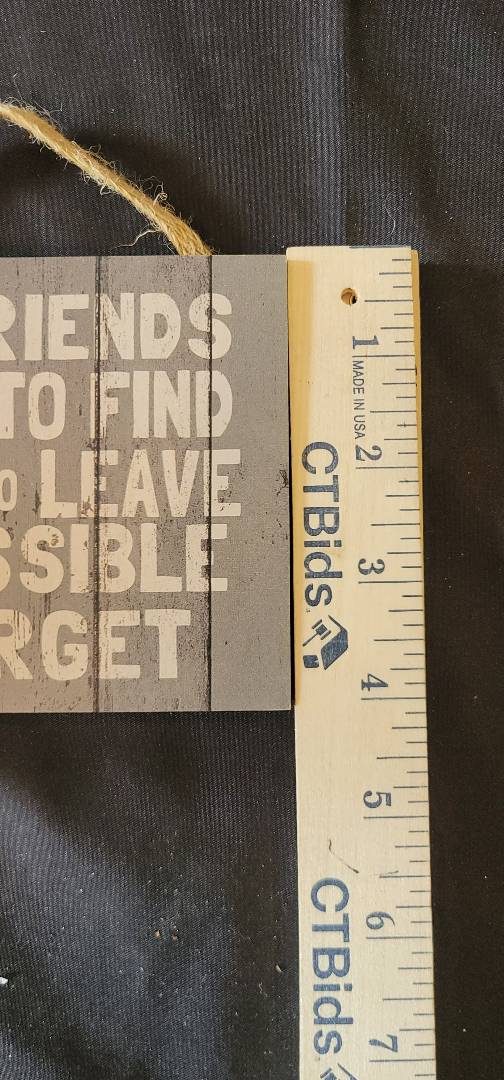 RIENDS
TO FIND
O LEAVE
SSIBLE
RGET
1
MADE IN USA
2
CTBids
3
4
5
6
CTBids
7